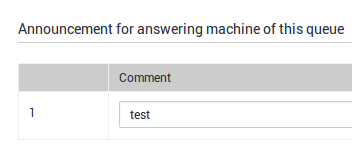 Announcement for answering machine of this queue
Comment
1 test